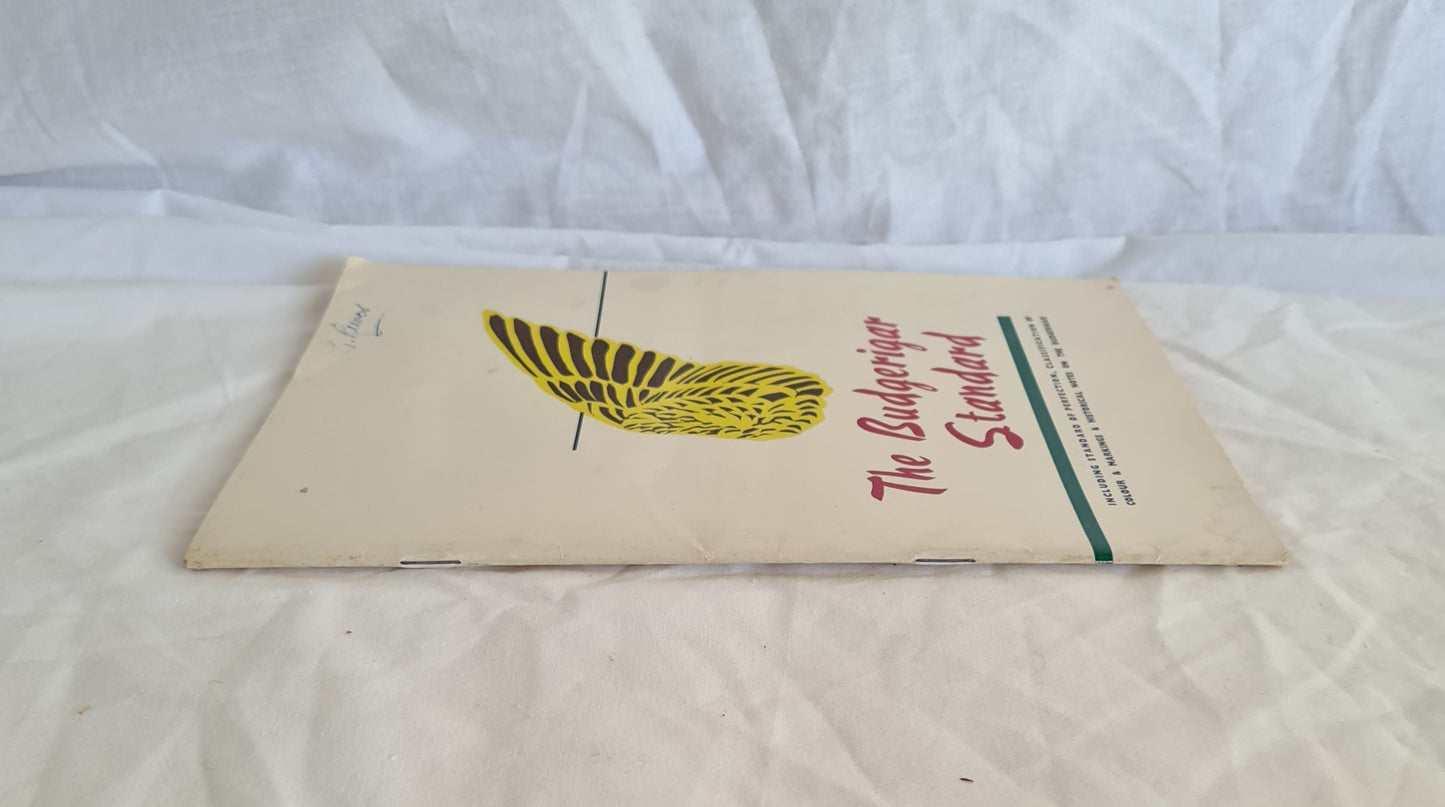 The Budgerigar
Standard
INCLUDING STANDARD OF PERFECTION, CLASSIFICATION OF
COLOUR & MARKINGS & HISTORICAL NOTES ON THE BUDGERIGAR